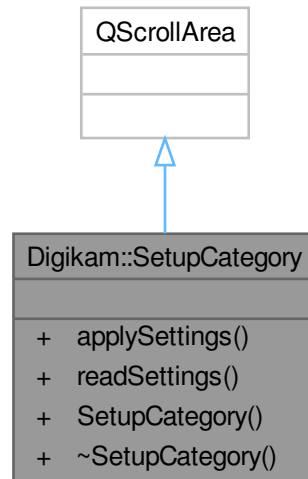 QScrollArea
Digikam::SetupCategory
+ applySettings()
+ readSettings()
+ SetupCategory()
+ ~SetupCategory()